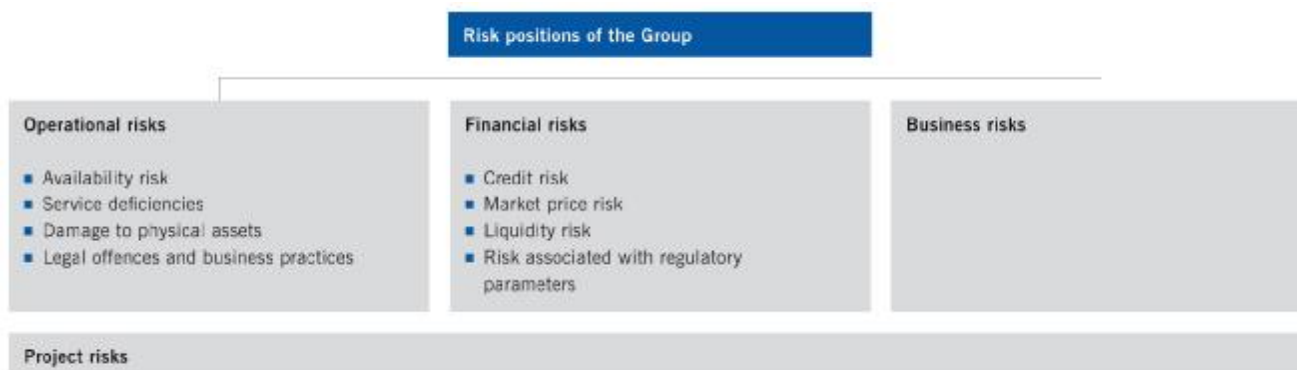 Risk positions of the Group
Operational risks
Availability risk
Service deficiencies
Damage to physical assets
Legal offences and business practices
Financial risks
Credit risk
Market price risk
Liquidity risk
Risk associated with regulatory
parameters
Business risks
Project risks